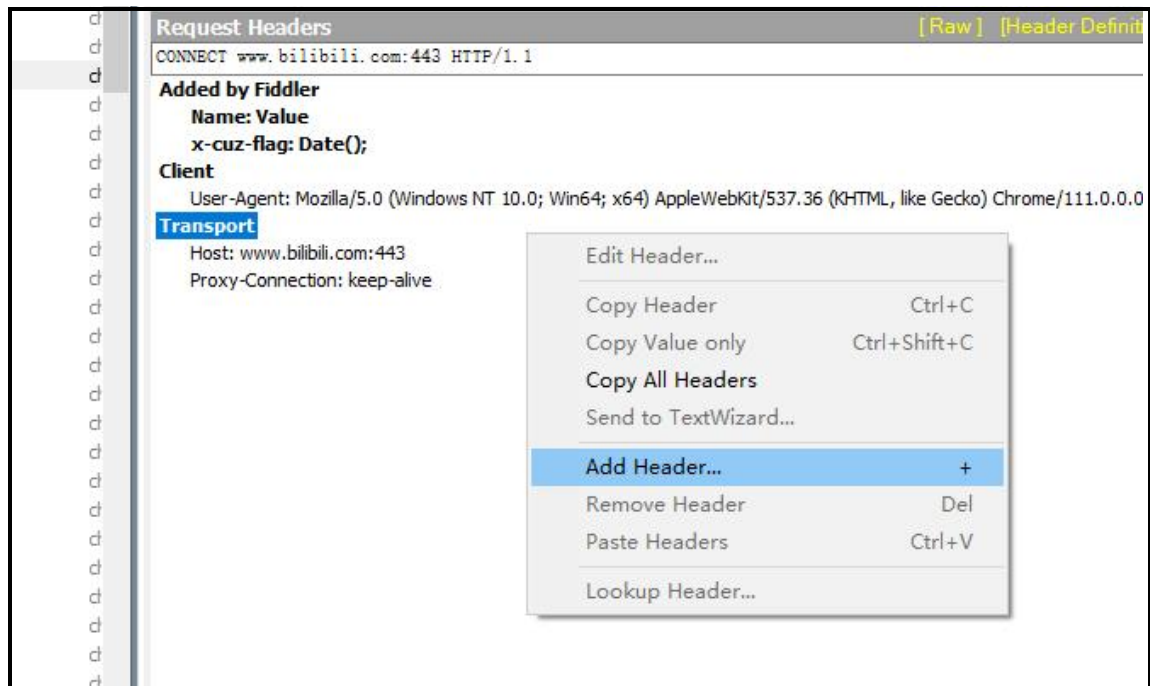 Request Headers [ Raw ] [Header Definiti
CONNECT www.bilibili.com:443 HTTP/1.1
Added by Fiddler
Name: Value
x-cuz-flag: Date();
Client
User-Agent: Mozilla/5.0 (Windows NT 10.0; Win64; x64) AppleWebKit/537.36 (KHTML, like Gecko) Chrome/111.0.0.0
Transport
Host: www.bilibili.com:443
Proxy-Connection: keep-alive
Edit Header...
Copy Header Ctrl+C
Copy Value only Ctrl+Shift+C
Copy All Headers
Send to TextWizard...
Add Header... +
Remove Header Del
Paste Headers Ctrl+V
Lookup Header...